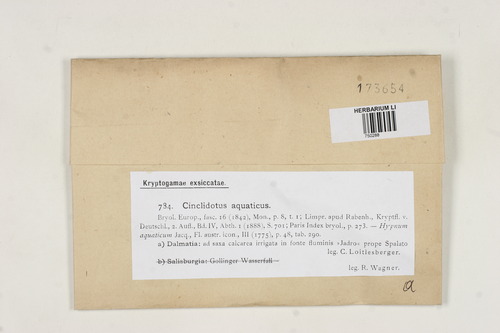 173654
HERBARIUM LI
760288
Kryptogamae exsiccatae.
784. Cinclidotus aquaticus.
Bryol. Europ., fasc. 16 (1842), Mon., p. 8, t. 1; Limpr. apud Rabenh., Kryptfl. v.
Deutschl., 2. Aufl., Bd. IV, Abth. 1 (1888), S. 701; Paris Index bryol., p. 273. — Hypnum
aquaticum Jacq., Fl. austr. icon., III (1775), p. 48, tab. 290.
a) Dalmatia: ad saxa calcarea irrigata in fonte fluminis »Jadro« prope Spalato
leg. C. Loitlesberger.
b) Salisburgia: Gollinger Wasserfall
leg. R. Wagner.
a